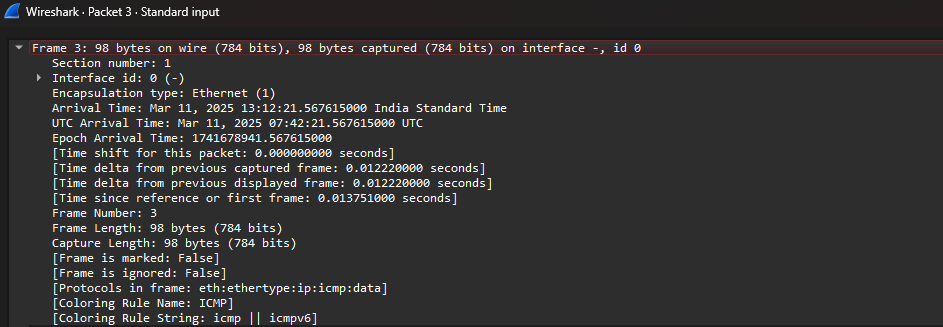 Wireshark · Packet 3 · Standard input
Frame 3: 98 bytes on wire (784 bits), 98 bytes captured (784 bits) on interface -, id 0
Section number: 1
Interface id: 0 (-)
Encapsulation type: Ethernet (1)
Arrival Time: Mar 11, 2025 13:12:21.567615000 India Standard Time
UTC Arrival Time: Mar 11, 2025 07:42:21.567615000 UTC
Epoch Arrival Time: 1741678941.567615000
[Time shift for this packet: 0.000000000 seconds]
[Time delta from previous captured frame: 0.012220000 seconds]
[Time delta from previous displayed frame: 0.012220000 seconds]
[Time since reference or first frame: 0.013751000 seconds]
Frame Number: 3
Frame Length: 98 bytes (784 bits)
Capture Length: 98 bytes (784 bits)
[Frame is marked: False]
[Frame is ignored: False]
[Protocols in frame: eth:ethertype:ip:icmp:data]
[Coloring Rule Name: ICMP]
[Coloring Rule String: icmp || icmpv6]